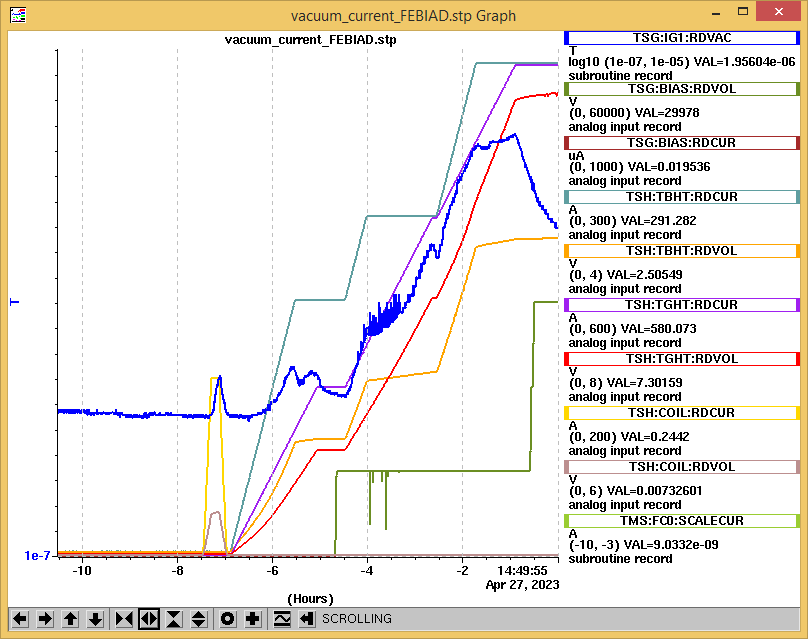 vacuum_current_FEBIAD.stp Graph
vacuum_current_FEBIAD.stp
T
1e-7
-10
-8
-6
-4
-2
14:49:55
Apr 27, 2023
(Hours)
TSG:IG1:RDVAC
T
log10 (1e-07, 1e-05) VAL=1.95604e-06
subroutine record
TSG:BIAS:RDVOL
V
(0, 60000) VAL=29978
analog input record
TSG:BIAS:RDCUR
uA
(0, 1000) VAL=0.019536
analog input record
TSH:TBHT:RDCUR
A
(0, 300) VAL=291.282
analog input record
TSH:TBHT:RDVOL
V
(0, 4) VAL=2.50549
analog input record
TSH:TGHT:RDCUR
A
(0, 600) VAL=580.073
analog input record
TSH:TGHT:RDVOL
V
(0, 8) VAL=7.30159
analog input record
TSH:COIL:RDCUR
A
(0, 200) VAL=0.2442
analog input record
TSH:COIL:RDVOL
V
(0, 6) VAL=0.00732601
analog input record
TMS:FC0:SCALECUR
A
(-10, -3) VAL=9.0332e-09
subroutine record
SCROLLING